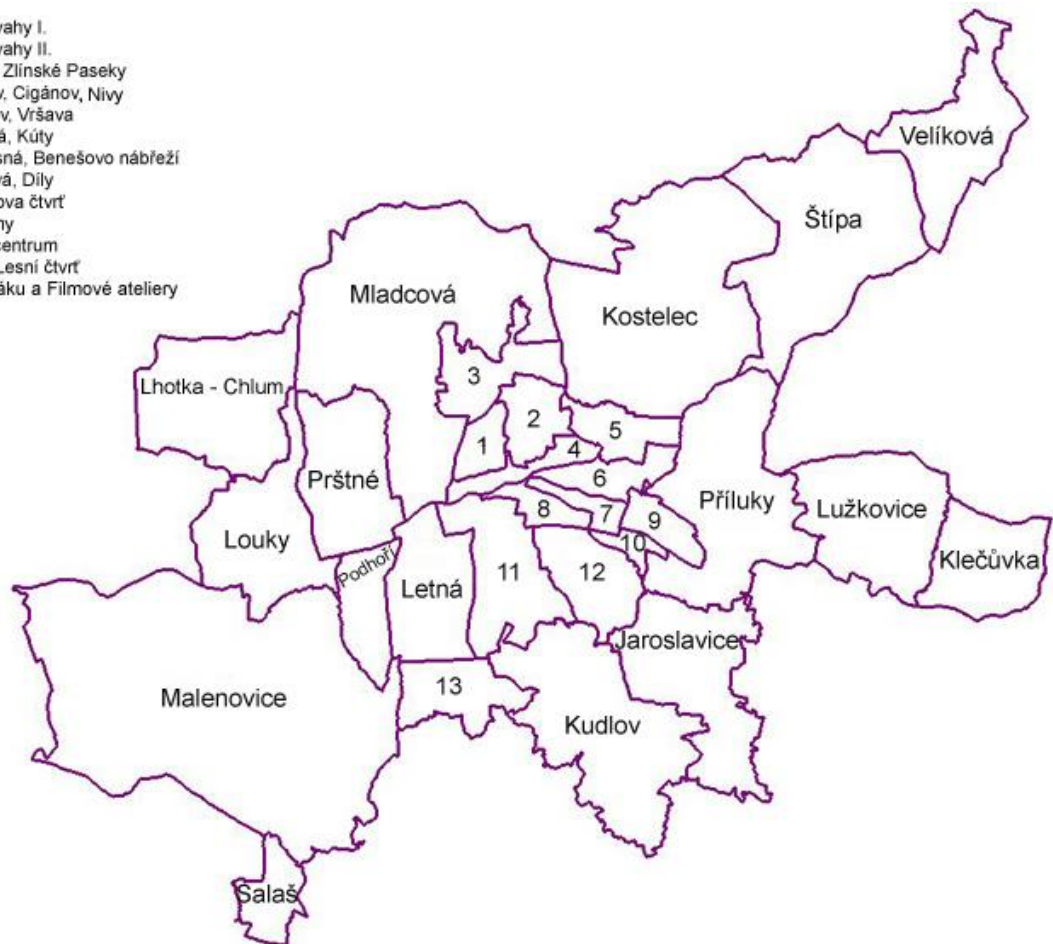 vahy I.
vahy II.
Zlínské Paseky
v, Cigánov, Nivy
v, Vršava
á, Kúty
sná, Benešovo nábřeží
vá, Díly
ova čtvrť
ny
centrum
Lesní čtvrť
áku a Filmové ateliery
Velíková
Štípa
Mladcová
Kostelec
Lhotka - Chlum
3
2
5
1
4
6
Prštné
Příluky
Lužkovice
8
7
9
Louky
10
Klečůvka
Podhoří
Letná
11
12
Jaroslavice
13
Malenovice
Kudlov
Salaš